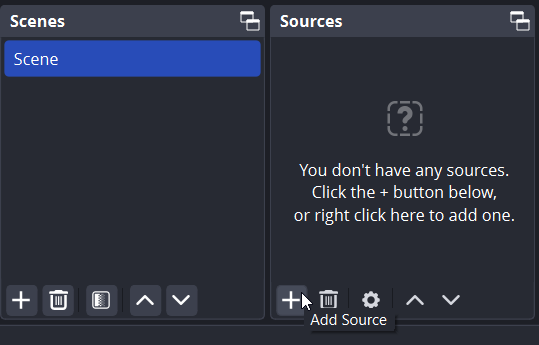 Scenes
Sources
Scene
You don't have any sources.
Click the + button below,
or right click here to add one.
Add Source